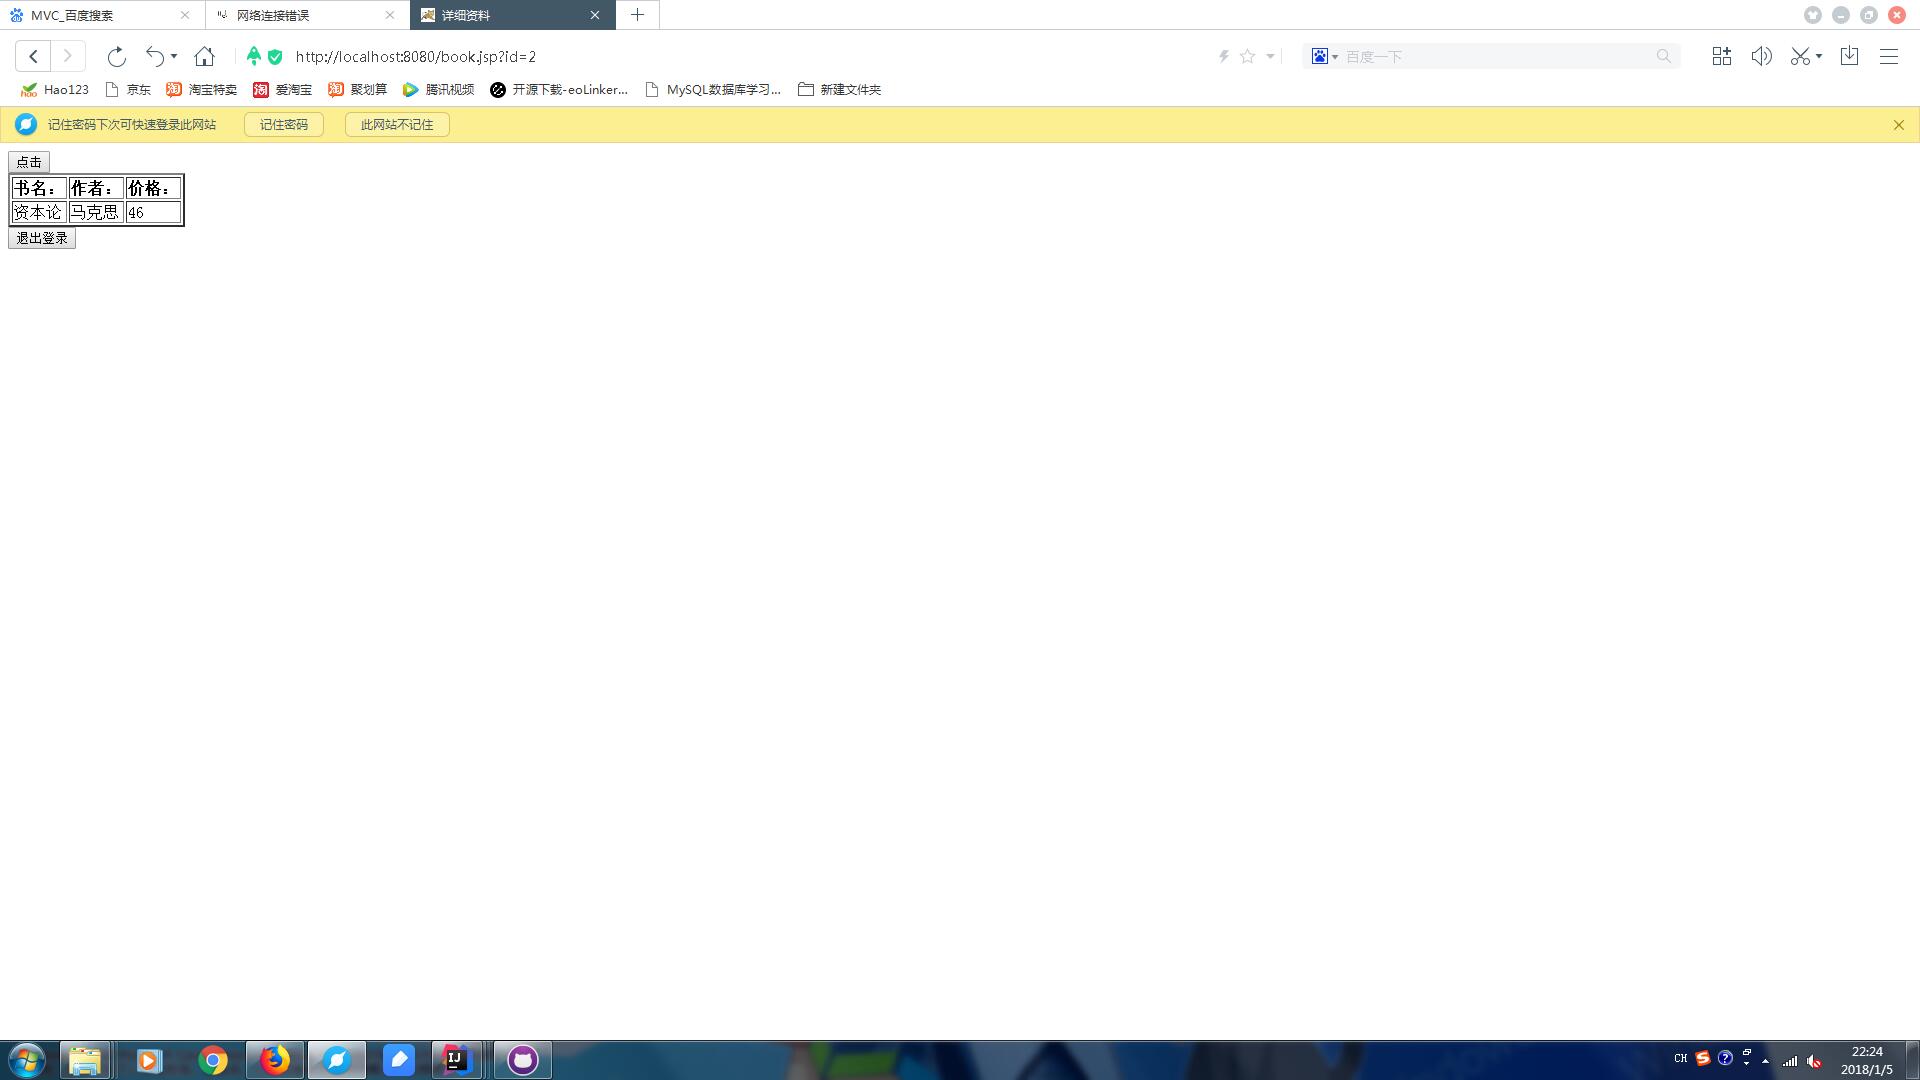 MVC_百度搜索
网络连接错误
详细资料
http://localhost:8080/book.jsp?id=2
百度一下
Hao123
京东
淘宝特卖
爱淘宝
聚划算
腾讯视频
开源下载-eoLinker...
MySQL数据库学习...
新建文件夹
记住密码下次可快速登录此网站
记住密码
此网站不记住
点击
书名： 作者： 价格：
资本论 马克思 46
退出登录
CH
22:24
2018/1/5